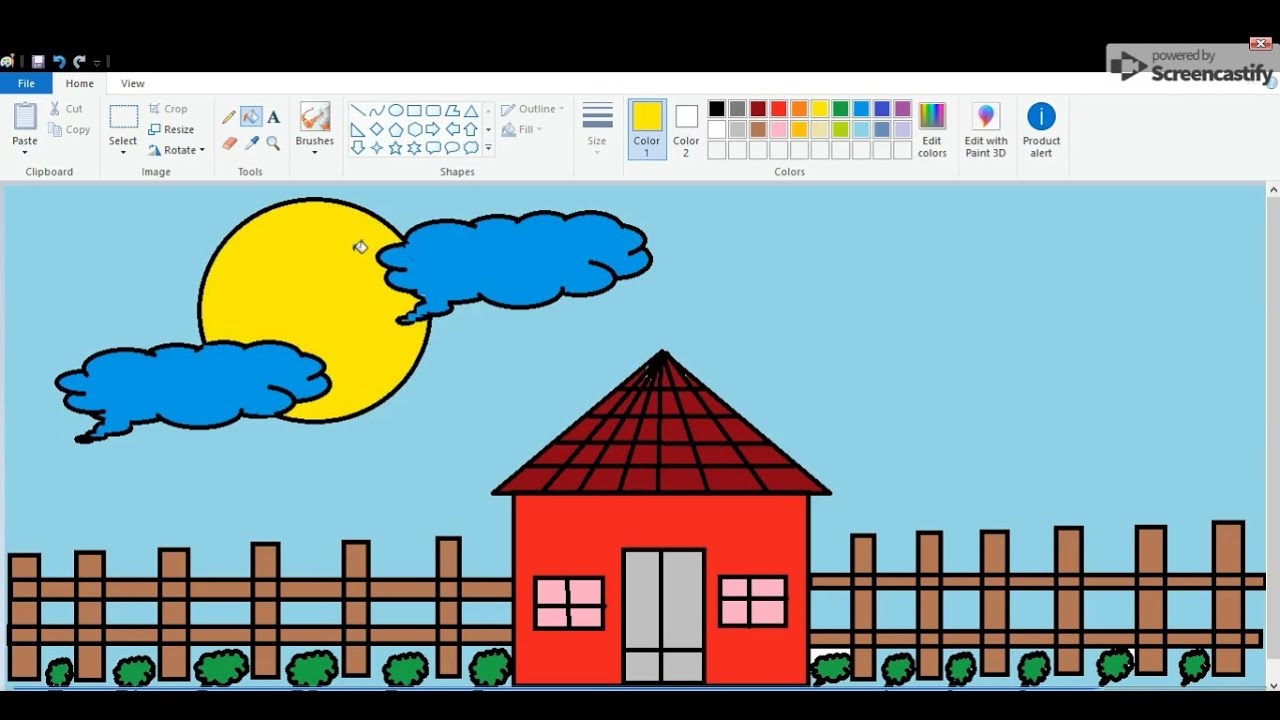 powered by
Screencastify
File Home View
Paste
Cut
Copy
Clipboard
Select
Crop
Resize
Rotate
Image
A
Tools
Brushes
Outline
Fill
Shapes
Size
Color
1
Color
2
Edit
colors
Colors
Edit with
Paint 3D
Product
alert